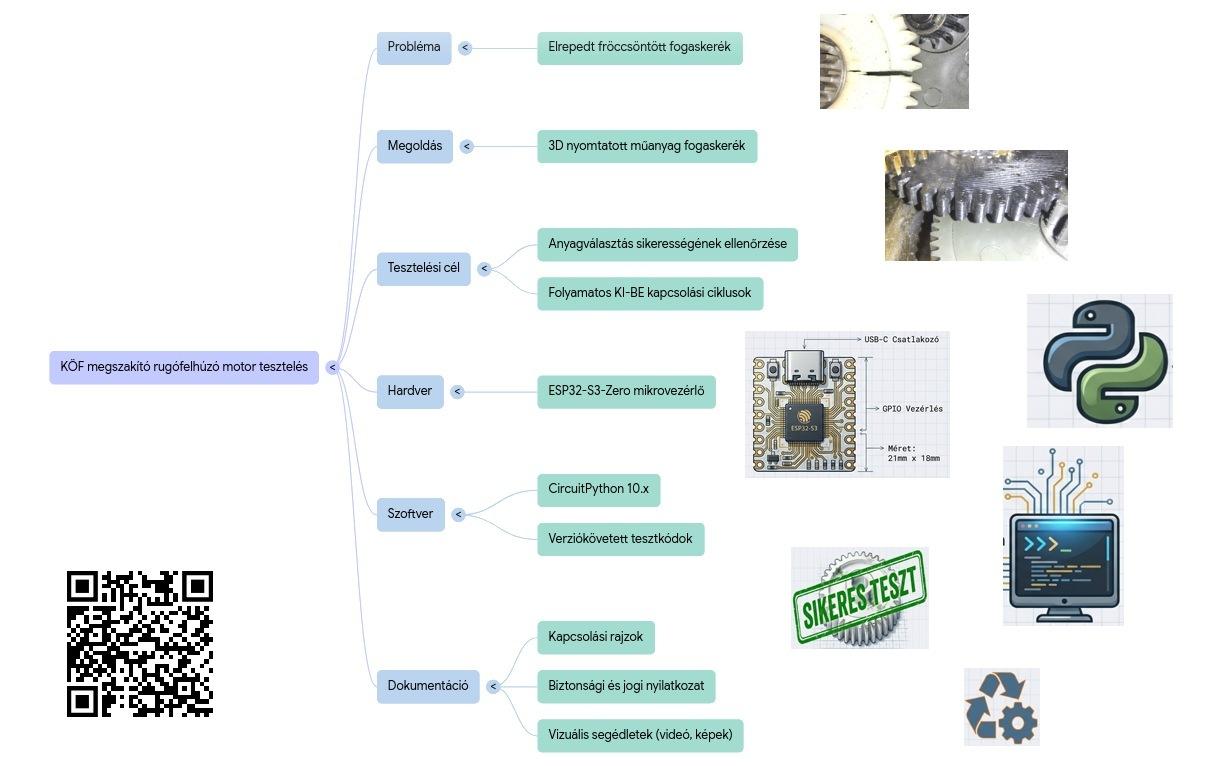 KÖF megszakító rugófelhúzó motor tesztelés
<
Probléma
<
Elrepedt fröccsöntött fogaskerék
Megoldás
<
3D nyomtatott műanyag fogaskerék
Tesztelési cél
<
Anyagválasztás sikerességének ellenőrzése
Folyamatos KI-BE kapcsolási ciklusok
Hardver
<
ESP32-S3-Zero mikrovezérlő
USB-C Csatlakozó
GPIO Vezérlés
ESP32-S3
Méret:
21mm x 18mm
Szoftver
<
CircuitPython 10.x
Verziókövetett tesztkódok
SIKERES TESZT
Dokumentáció
<
Kapcsolási rajzok
Biztonsági és jogi nyilatkozat
Vizuális segédletek (videó, képek)